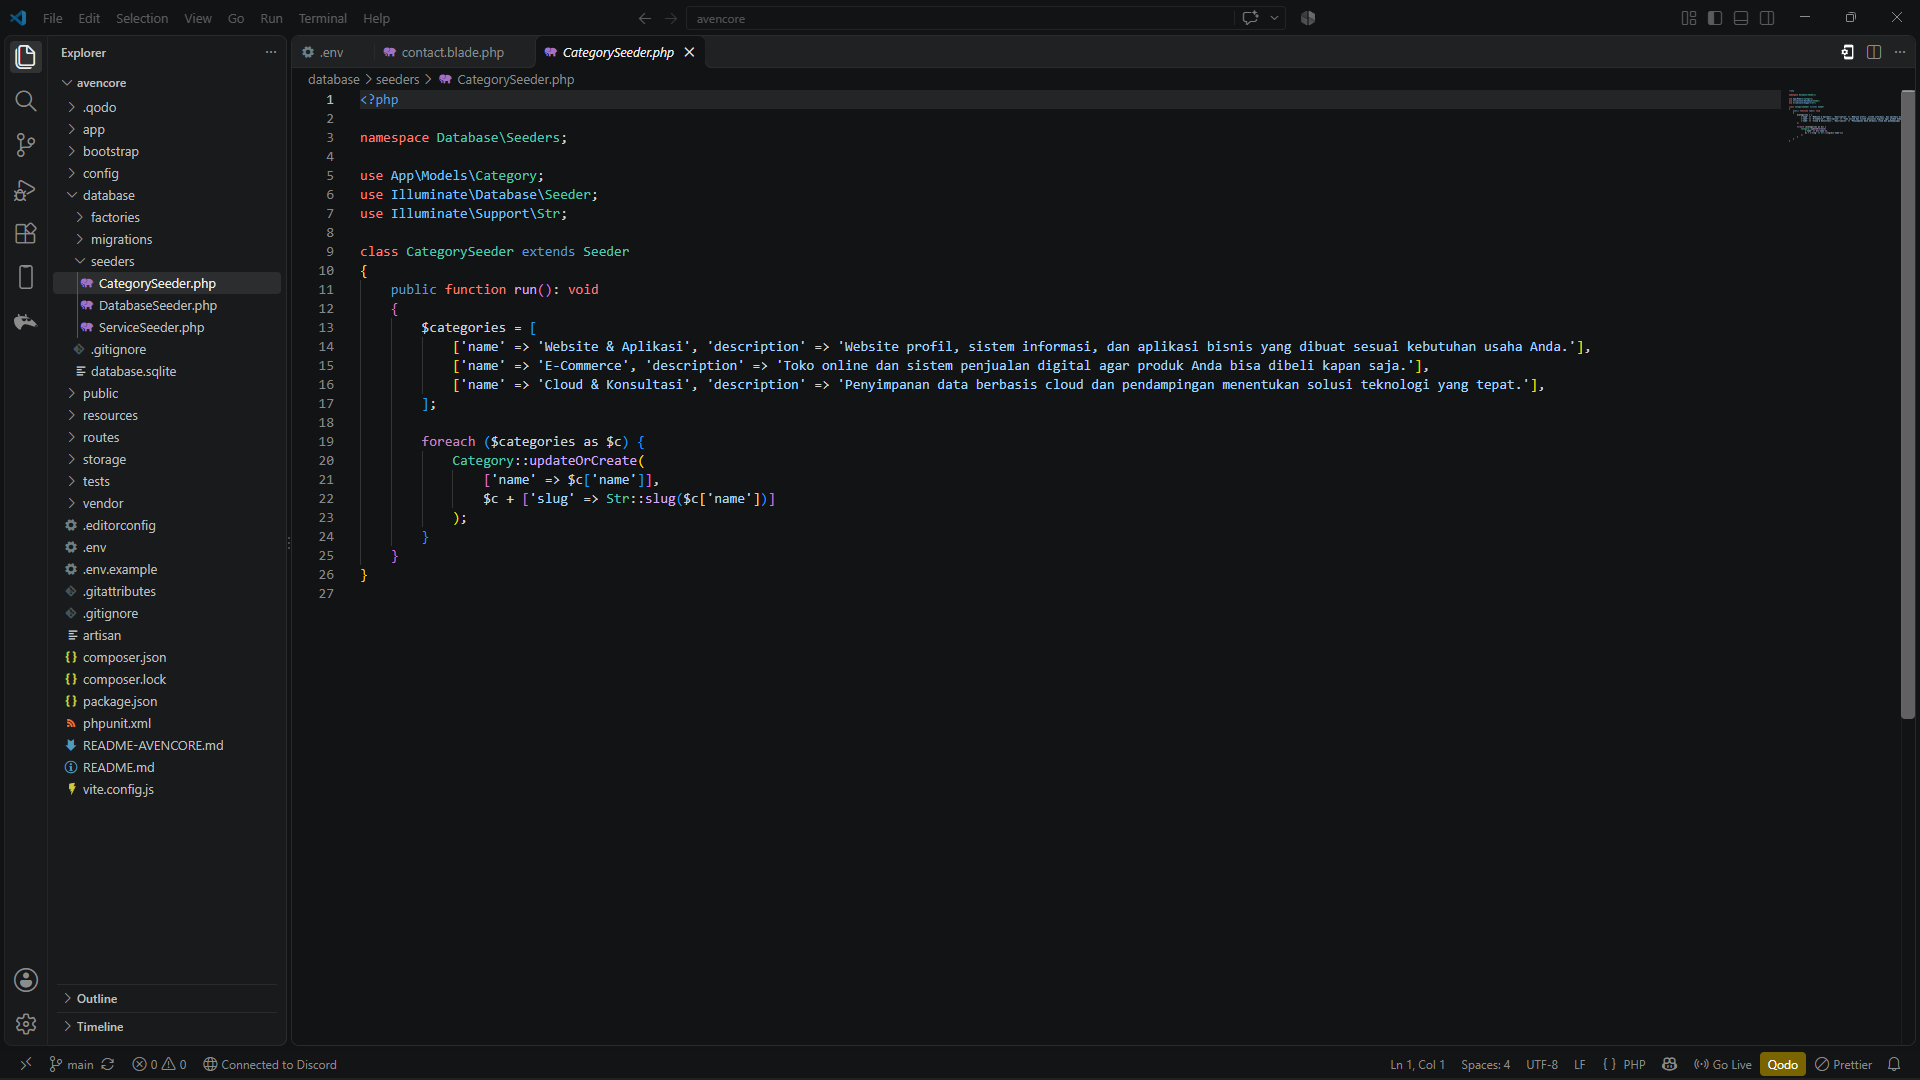 File Edit Selection View Go Run Terminal Help
avencore
Explorer
avencore
.qodo
app
bootstrap
config
database
factories
migrations
seeders
CategorySeeder.php
DatabaseSeeder.php
ServiceSeeder.php
.gitignore
database.sqlite
public
resources
routes
storage
tests
vendor
.editorconfig
.env
.env.example
.gitattributes
.gitignore
artisan
composer.json
composer.lock
package.json
phpunit.xml
README-AVENCORE.md
README.md
vite.config.js
Outline
Timeline
.env contact.blade.php CategorySeeder.php
database > seeders > CategorySeeder.php
1 <?php
2
3 namespace Database\Seeders;
4
5 use App\Models\Category;
6 use Illuminate\Database\Seeder;
7 use Illuminate\Support\Str;
8
9 class CategorySeeder extends Seeder
10 {
11     public function run(): void
12     {
13         $categories = [
14             ['name' => 'Website & Aplikasi', 'description' => 'Website profil, sistem informasi, dan aplikasi bisnis yang dibuat sesuai kebutuhan usaha Anda.'],
15             ['name' => 'E-Commerce', 'description' => 'Toko online dan sistem penjualan digital agar produk Anda bisa dibeli kapan saja.'],
16             ['name' => 'Cloud & Konsultasi', 'description' => 'Penyimpanan data berbasis cloud dan pendampingan menentukan solusi teknologi yang tepat.'],
17         ];
18
19         foreach ($categories as $c) {
20             Category::updateOrCreate(
21                 ['name' => $c['name']],
22                 $c + ['slug' => Str::slug($c['name'])]
23             );
24         }
25     }
26 }
27
main 0 0 Connected to Discord Ln 1, Col 1 Spaces: 4 UTF-8 LF { } PHP Go Live Qodo Prettier